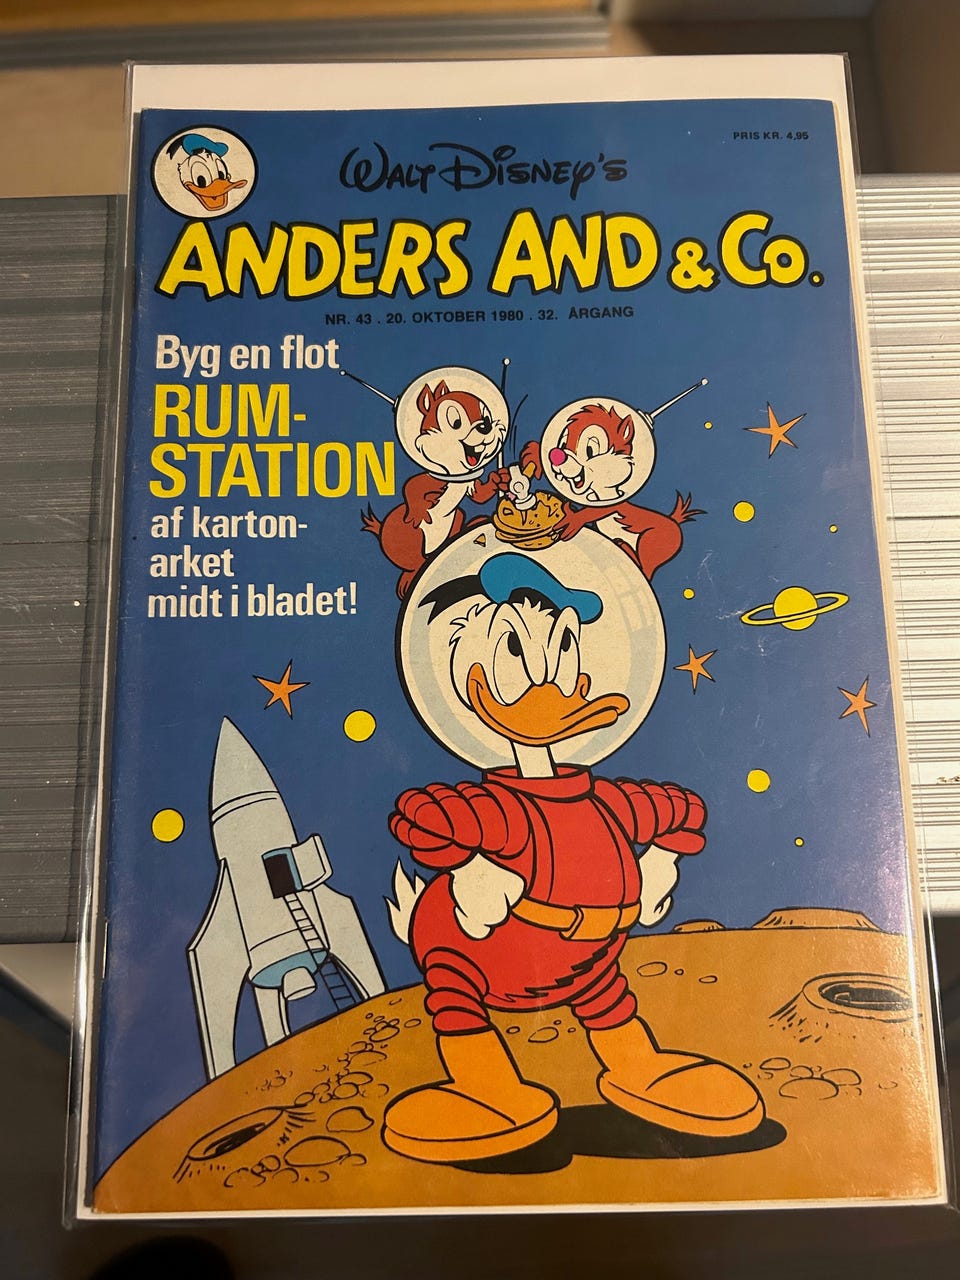 PRIS KR. 4,95
WALT DISNEY'S
ANDERS AND & Co.
NR. 43 . 20. OKTOBER 1980 . 32. ÅRGANG
Byg en flot
RUM-
STATION
af karton-
arket
midt i bladet!